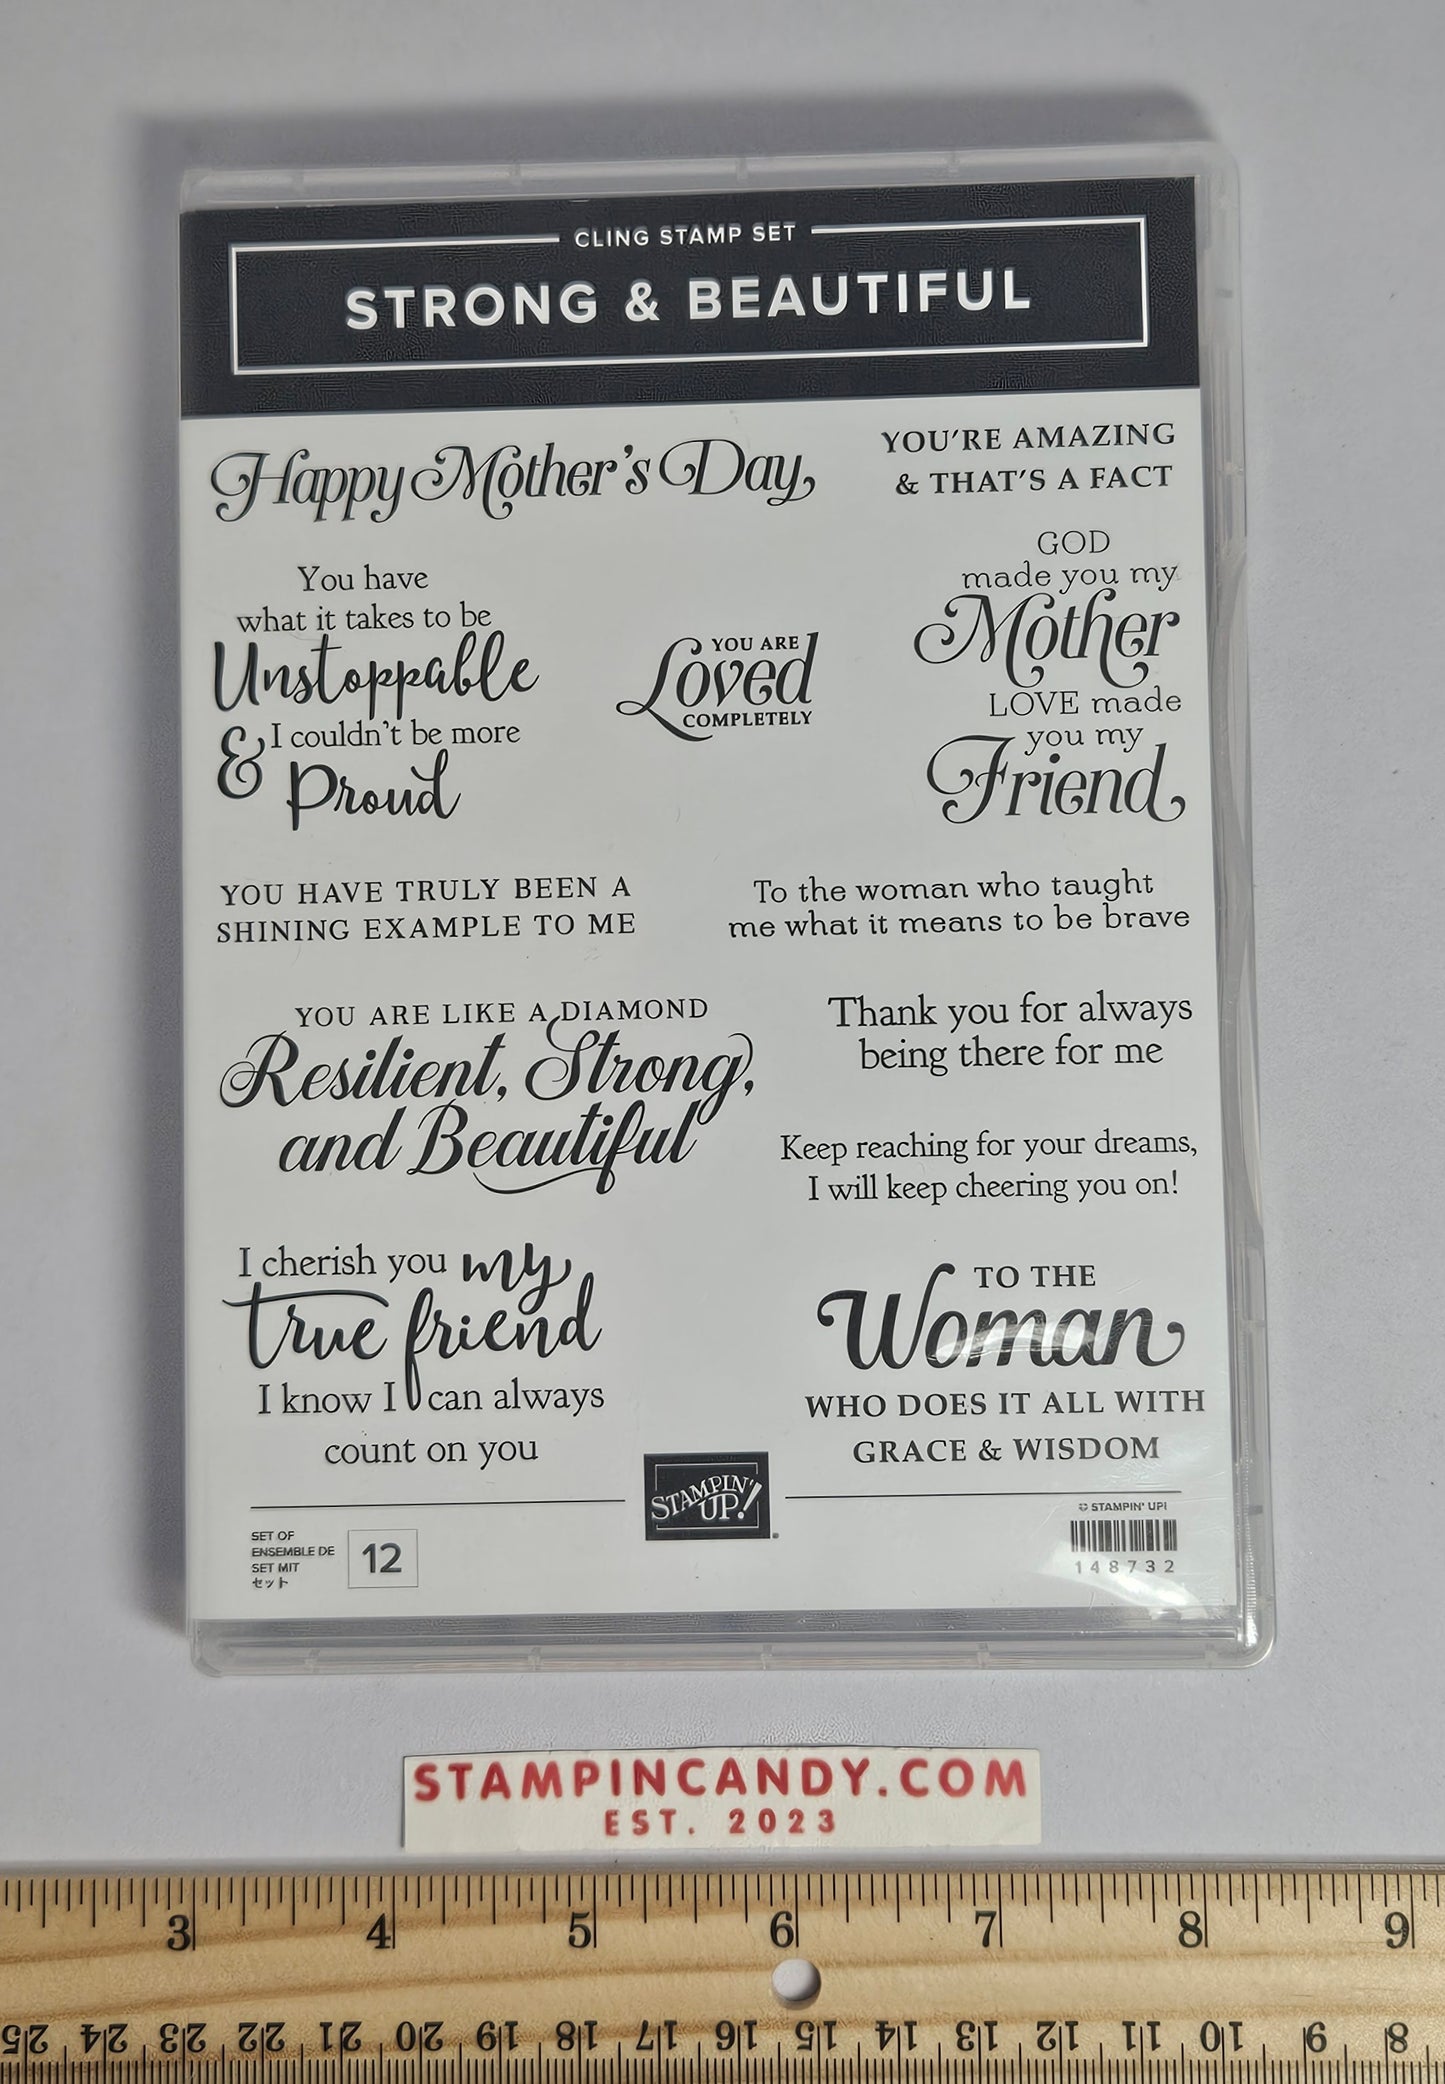 CLING STAMP SET
STRONG & BEAUTIFUL
Happy Mother's Day
YOU'RE AMAZING
& THAT'S A FACT
You have
what it takes to be
Unstoppable
& I couldn't be more
Proud
YOU ARE
Loved
COMPLETELY
GOD
made you my
Mother
LOVE made
you my
Friend
YOU HAVE TRULY BEEN A
SHINING EXAMPLE TO ME
To the woman who taught
me what it means to be brave
YOU ARE LIKE A DIAMOND
Resilient, Strong,
and Beautiful
Thank you for always
being there for me
Keep reaching for your dreams,
I will keep cheering you on!
I cherish you my
true friend
I know I can always
count on you
TO THE
Woman
WHO DOES IT ALL WITH
GRACE & WISDOM
STAMPIN'
UP!
SET OF
ENSEMBLE DE
SET MIT
セット
12
STAMPIN' UP!
148732
STAMPINCANDY.COM
EST. 2023
3 4 5 6 7 8 9
25 24 23 22 21 20 19 18 17 16 15 14 13 12 11 10 9 8